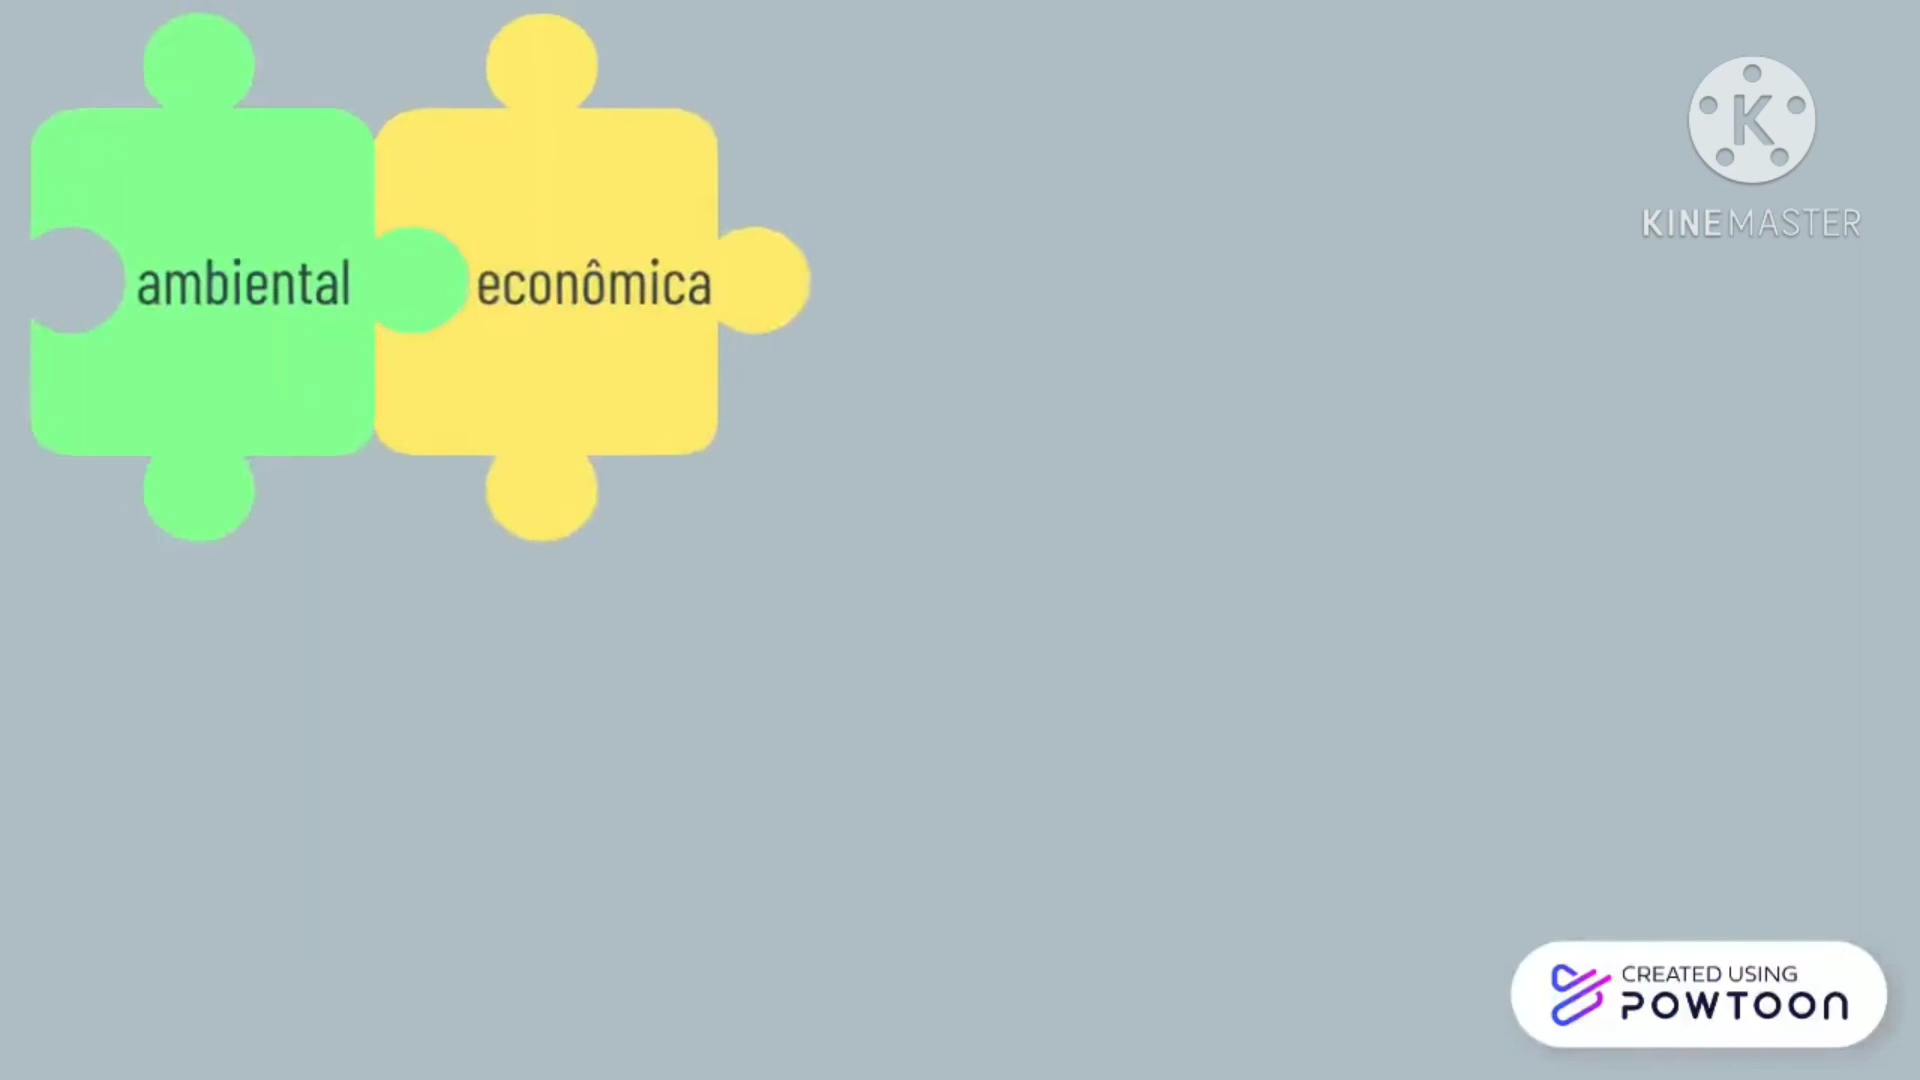 ambiental
econômica
K
KINEMASTER
CREATED USING
POWTOON